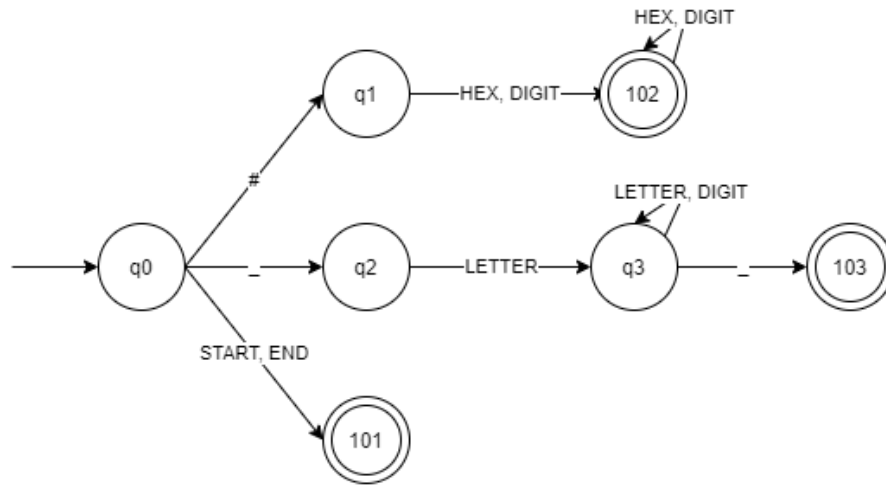 HEX, DIGIT
q1
HEX, DIGIT
102
#
LETTER, DIGIT
q0
_
q2
LETTER
q3
_
103
START, END
101